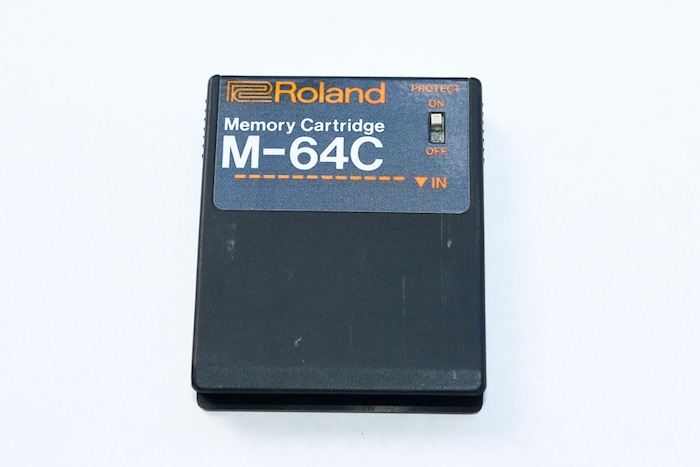 Roland
PROTECT
ON
Memory Cartridge
M-64C
OFF
▼IN